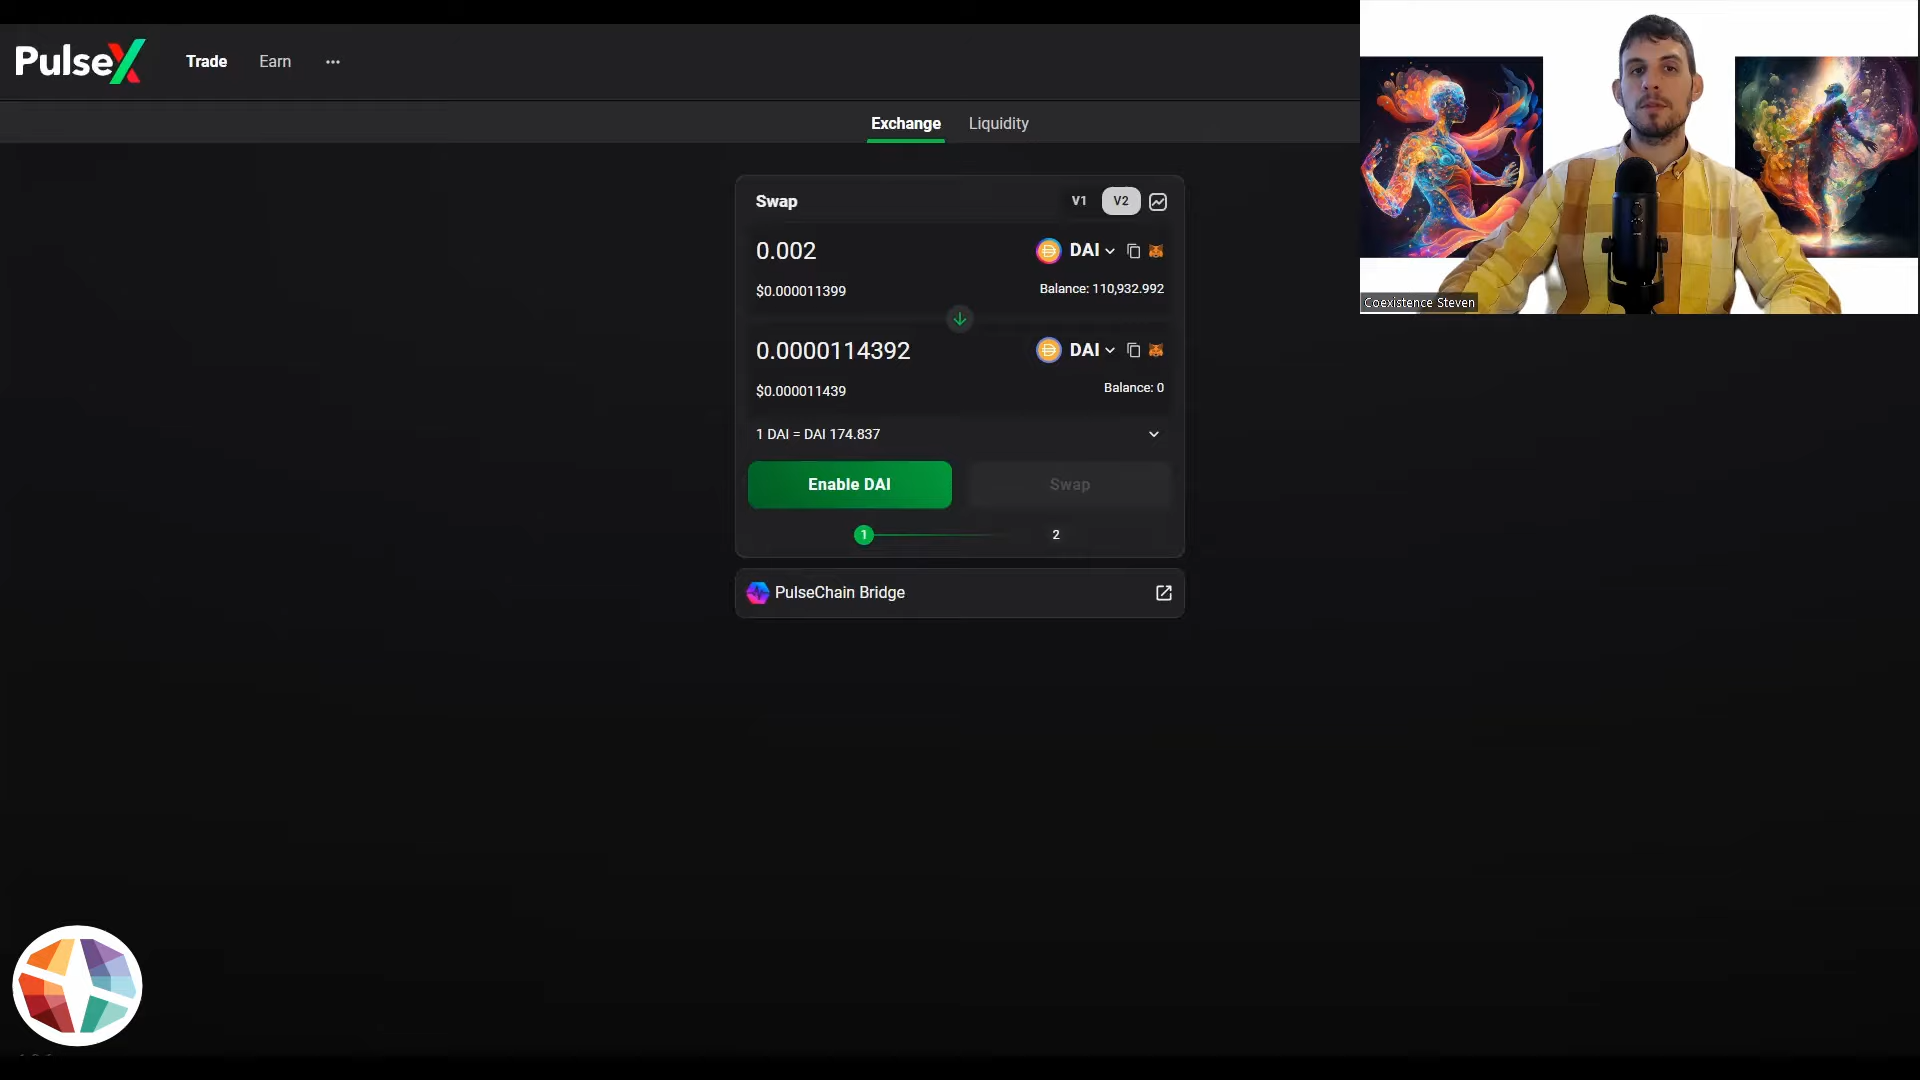 PulseX
Trade
Earn
Exchange
Liquidity
Swap
V1
V2
0.002
DAI
$0.000011399
Balance: 110,932.992
0.0000114392
DAI
$0.000011439
Balance: 0
1 DAI = DAI 174.837
Enable DAI
Swap
1
2
PulseChain Bridge
Coexistence Steven